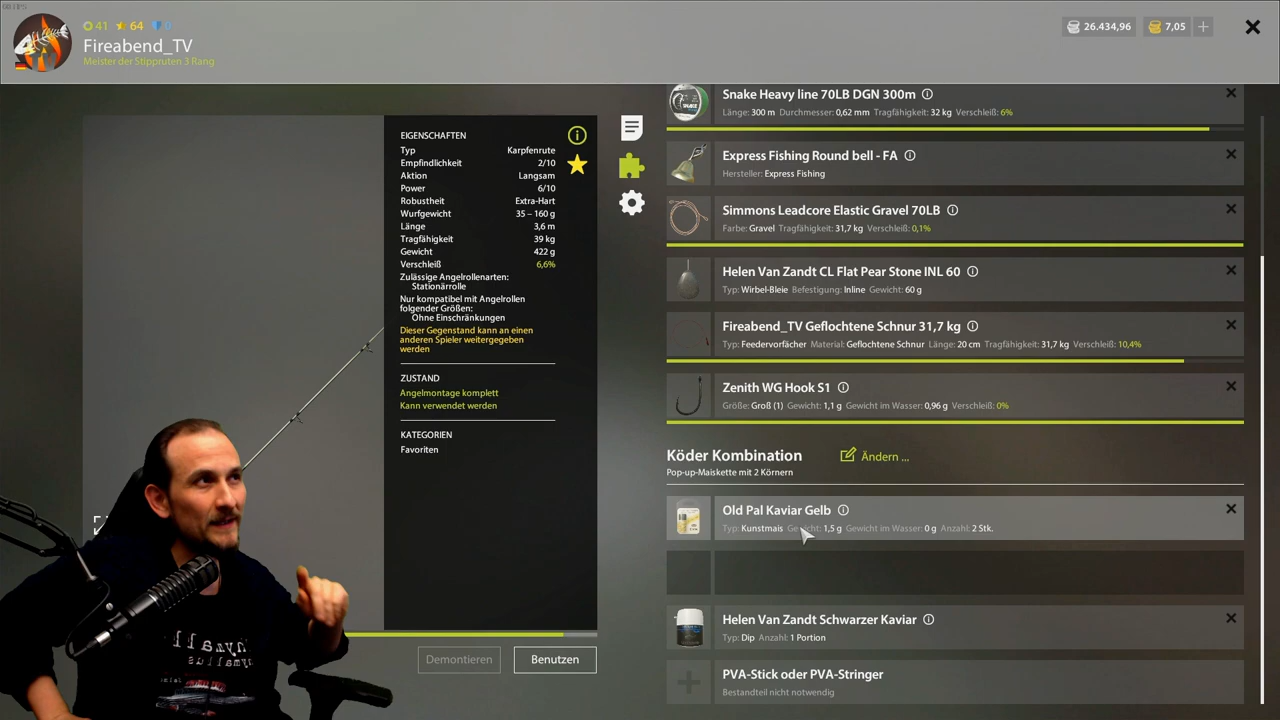 41 64 0
Fireabend_TV
Meister der Stippruten 3 Rang
26.434,96
7,05
EIGENSCHAFTEN
Typ Karpfenrute
Empfindlichkeit 2/10
Aktion Langsam
Power 6/10
Robustheit Extra-Hart
Wurfgewicht 35 – 160 g
Länge 3,6 m
Tragfähigkeit 39 kg
Gewicht 422 g
Verschleiß 6,6%
Zulässige Angelrollenarten:
Stationärrolle
Nur kompatibel mit Angelrollen
folgender Größen:
Ohne Einschränkungen
Dieser Gegenstand kann an einen
anderen Spieler weitergegeben
werden
ZUSTAND
Angelmontage komplett
Kann verwendet werden
KATEGORIEN
Favoriten
Demontieren
Benutzen
Snake Heavy line 70LB DGN 300m
Länge: 300 m Durchmesser: 0,62 mm Tragfähigkeit: 32 kg Verschleiß: 6%
Express Fishing Round bell - FA
Hersteller: Express Fishing
Simmons Leadcore Elastic Gravel 70LB
Farbe: Gravel Tragfähigkeit: 31,7 kg Verschleiß: 0,1%
Helen Van Zandt CL Flat Pear Stone INL 60
Typ: Wirbel-Bleie Befestigung: Inline Gewicht: 60 g
Fireabend_TV Geflochtene Schnur 31,7 kg
Typ: Feedervorfächer Material: Geflochtene Schnur Länge: 20 cm Tragfähigkeit: 31,7 kg Verschleiß: 10,4%
Zenith WG Hook S1
Größe: Groß (1) Gewicht: 1,1 g Gewicht im Wasser: 0,96 g Verschleiß: 0%
Köder Kombination
Ändern ...
Pop-up-Maiskette mit 2 Körnern
Old Pal Kaviar Gelb
Typ: Kunstmais Gewicht: 1,5 g Gewicht im Wasser: 0 g Anzahl: 2 Stk.
Helen Van Zandt Schwarzer Kaviar
Typ: Dip Anzahl: 1 Portion
PVA-Stick oder PVA-Stringer
Bestandteil nicht notwendig